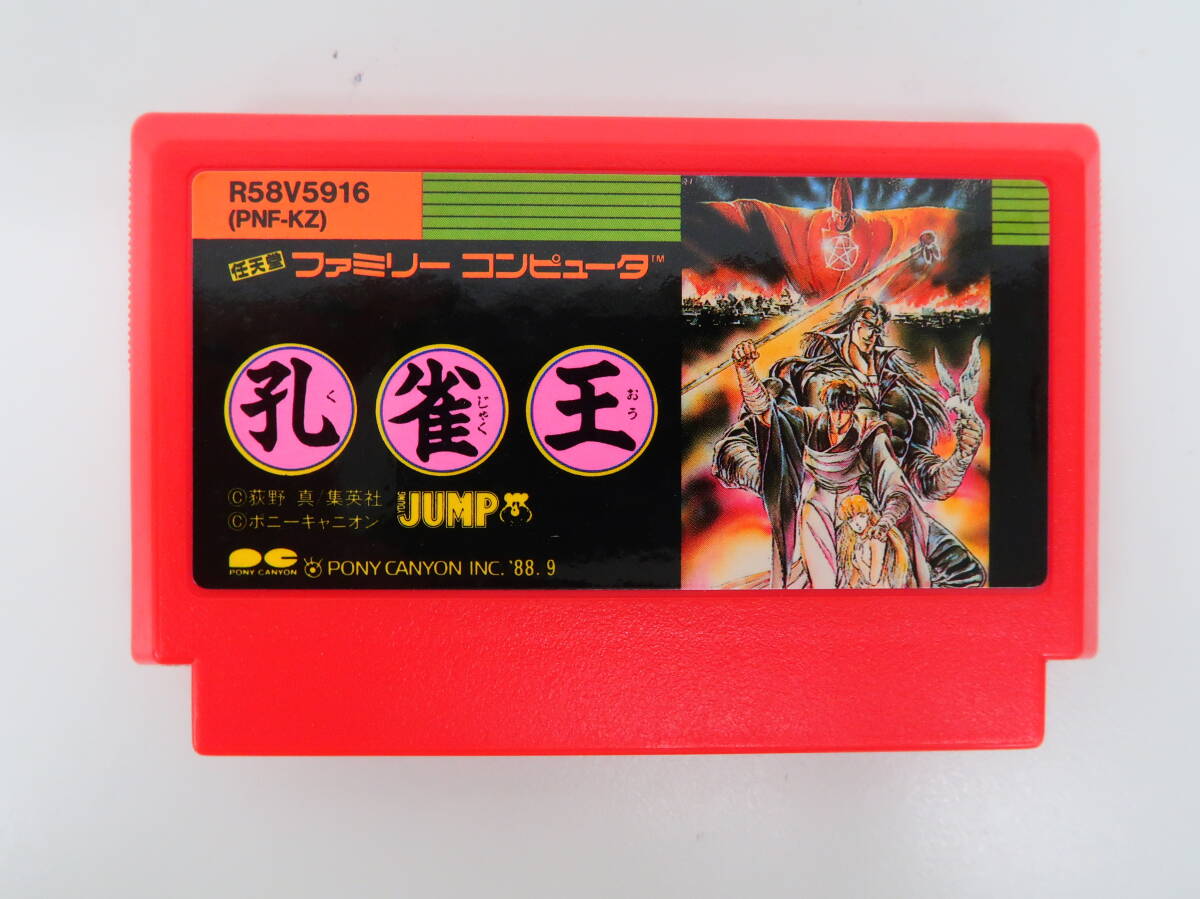 R58V5916
(PNF-KZ)
任天堂 ファミリー コンピュータ™
孔雀王
く じゃく おう
©荻野 真/集英社
©ポニーキャニオン
YOUNG JUMP
PONY CANYON
PONY CANYON INC. '88. 9